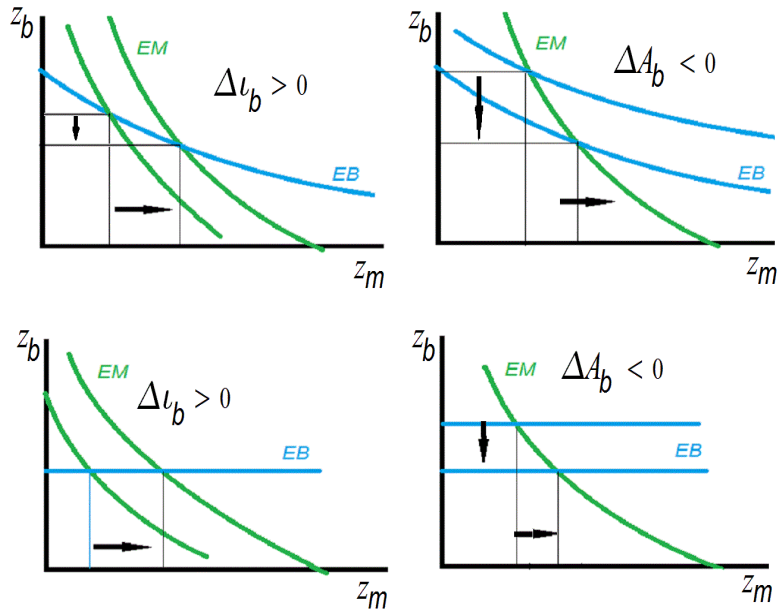 z_b
EM
Δι_b > 0
EB
z_m
z_b
EM
ΔA_b < 0
EB
z_m
z_b
EM
Δι_b > 0
EB
z_m
z_b
EM
ΔA_b < 0
EB
z_m